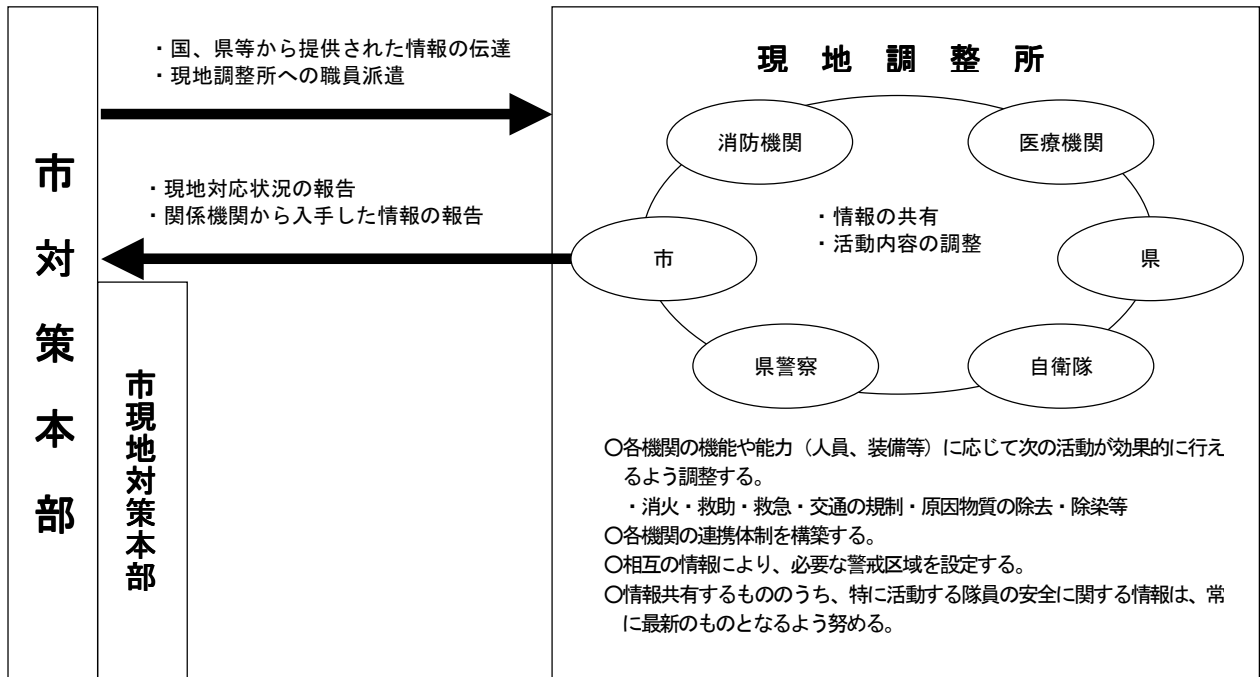 市対策本部
市現地対策本部
・国、県等から提供された情報の伝達
・現地調整所への職員派遣
・現地対応状況の報告
・関係機関から入手した情報の報告
現地調整所
消防機関
医療機関
・情報の共有
・活動内容の調整
市
県
県警察
自衛隊
〇各機関の機能や能力（人員、装備等）に応じて次の活動が効果的に行え
るよう調整する。
・消火・救助・救急・交通の規制・原因物質の除去・除染等
〇各機関の連携体制を構築する。
〇相互の情報により、必要な警戒区域を設定する。
〇情報共有するもののうち、特に活動する隊員の安全に関する情報は、常
に最新のものとなるよう努める。